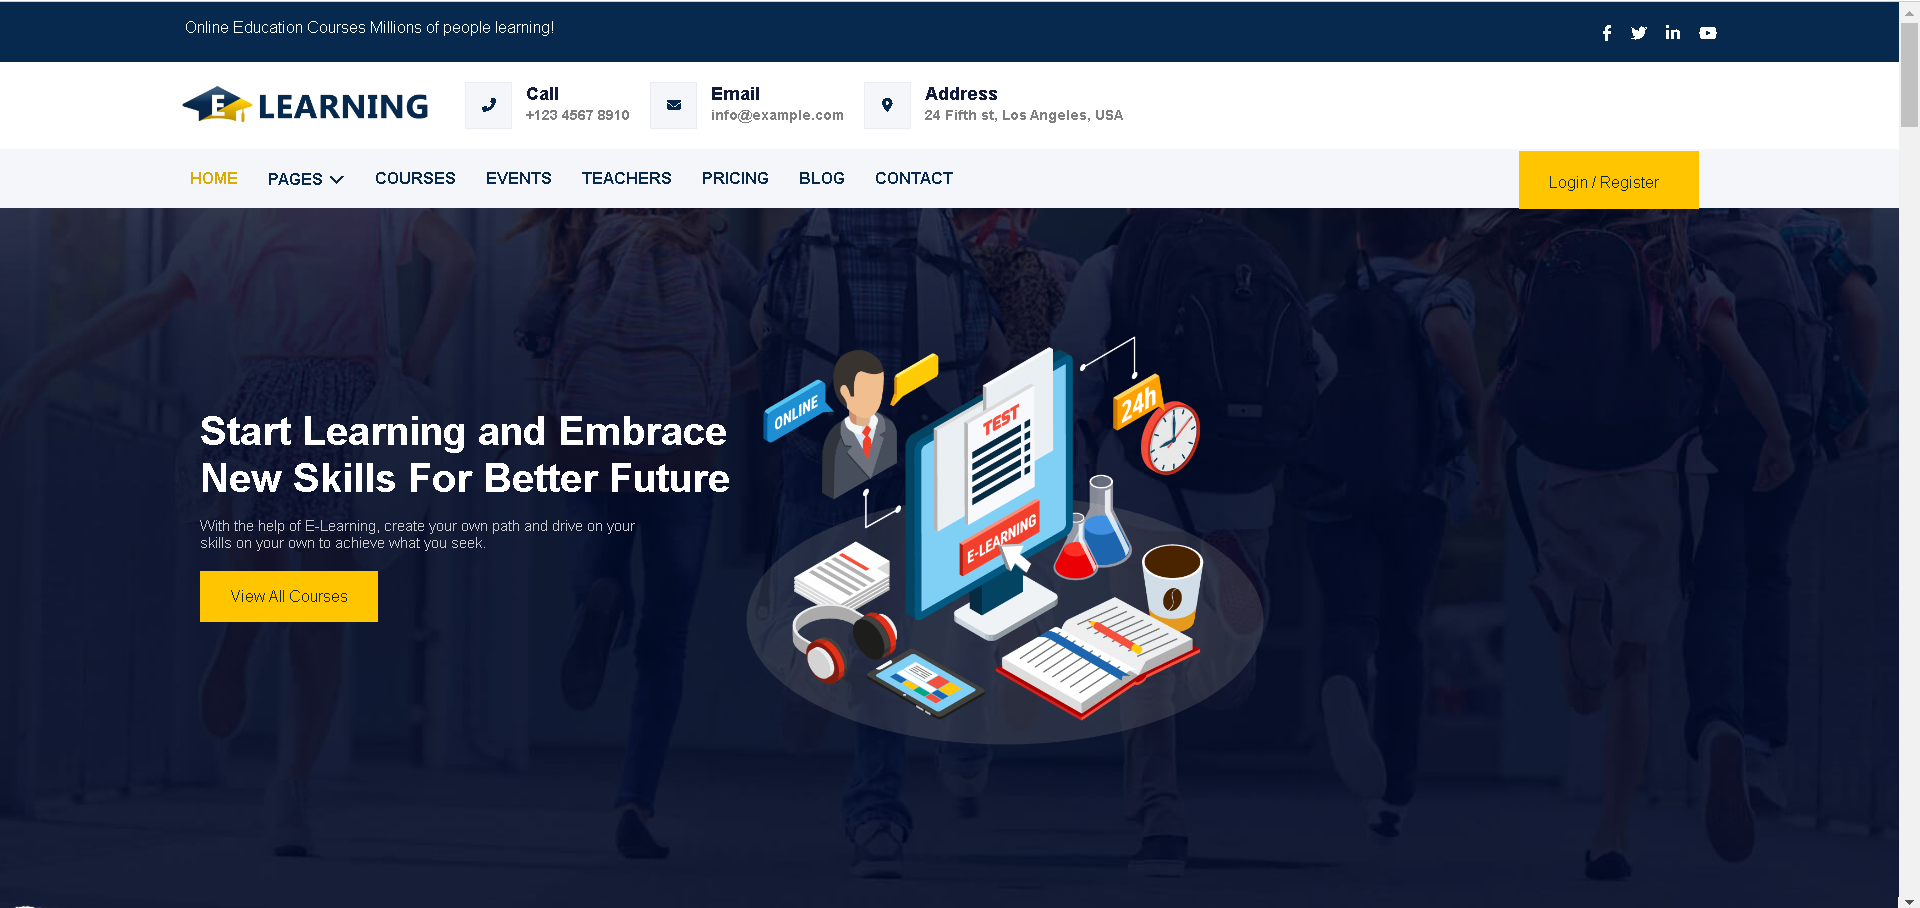 Online Education Courses Millions of people learning!
E LEARNING
Call
+123 4567 8910
Email
info@example.com
Address
24 Fifth st, Los Angeles, USA
HOME PAGES COURSES EVENTS TEACHERS PRICING BLOG CONTACT
Login / Register
Start Learning and Embrace
New Skills For Better Future
With the help of E-Learning, create your own path and drive on your
skills on your own to achieve what you seek.
View All Courses
ONLINE
TEST
24h
E-LEARNING